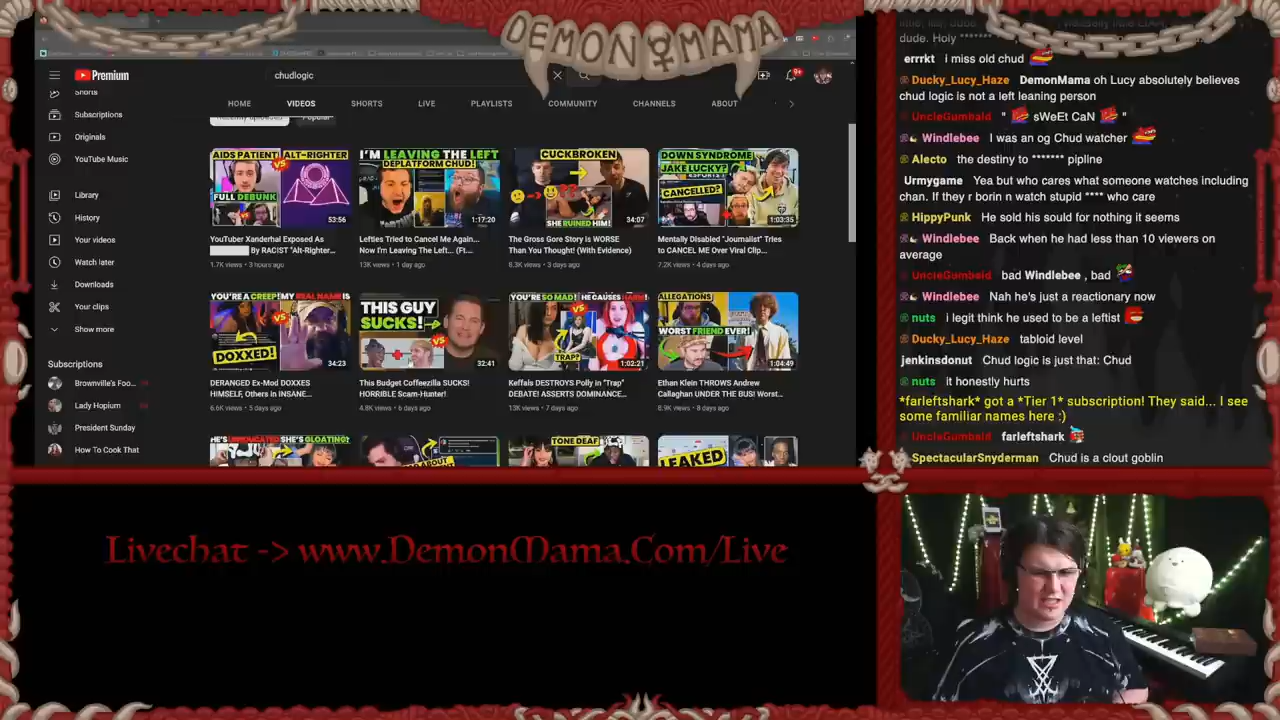 DEMON MAMA
Premium
chudlogic
9+
HOME
VIDEOS
SHORTS
LIVE
PLAYLISTS
COMMUNITY
CHANNELS
ABOUT
Shorts
Subscriptions
Originals
YouTube Music
Library
History
Your videos
Watch later
Downloads
Your clips
Show more
Subscriptions
Brownville's Foo...
Lady Hopium
President Sunday
How To Cook That
Recently uploaded
Popular
AIDS PATIENT
VS
ALT-RIGHTER
FULL DEBUNK
53:56
YouTuber Xanderhal Exposed As
By RACIST "Alt-Righter...
1.7K views • 3 hours ago
I'M LEAVING THE LEFT
DEPLATFORM CHUD!
1:17:20
Lefties Tried to Cancel Me Again...
Now I'm Leaving The Left... (Ft....
13K views • 1 day ago
CUCKBROKEN
SHE RUINED HIM!
34:07
The Gross Gore Story is WORSE
Than You Thought! (With Evidence)
8.3K views • 3 days ago
DOWN SYNDROME
JAKE LUCKY?
CANCELLED?
1:03:35
Mentally Disabled "Journalist" Tries
to CANCEL ME Over Viral Clip...
7.2K views • 4 days ago
YOU'RE A CREEP!
MY REAL NAME IS
VS
DOXXED!
34:23
DERANGED Ex-Mod DOXXES
HIMSELF, Others in INSANE...
6.6K views • 5 days ago
THIS GUY
SUCKS!
VS
32:41
This Budget Coffeezilla SUCKS!
HORRIBLE Scam-Hunter!
4.8K views • 6 days ago
YOU'RE SO MAD!
VS
HE CAUSES HARM!
TRAP?
1:02:21
Keffals DESTROYS Polly in "Trap"
DEBATE! ASSERTS DOMINANCE...
13K views • 7 days ago
ALLEGATIONS
WORST FRIEND EVER!
1:04:49
Ethan Klein THROWS Andrew
Callaghan UNDER THE BUS! Worst...
8.9K views • 8 days ago
HE'S UNEDUCATED
SHE'S GLOATING!
TONE DEAF
LEAKED
dude. Holy *******
errrkt i miss old chud
Ducky_Lucy_Haze DemonMama oh Lucy absolutely believes
chud logic is not a left leaning person
UncleGumbald " sWeEt CaN "
Windlebee I was an og Chud watcher
Alecto the destiny to ******* pipline
Urmygame Yea but who cares what someone watches including
chan. If they r borin n watch stupid **** who care
HippyPunk He sold his sould for nothing it seems
Windlebee Back when he had less than 10 viewers on
average
UncleGumbald bad Windlebee , bad
Windlebee Nah he's just a reactionary now
nuts i legit think he used to be a leftist
Ducky_Lucy_Haze tabloid level
jenkinsdonut Chud logic is just that: Chud
nuts it honestly hurts
*farleftshark* got a *Tier 1* subscription! They said... I see
some familiar names here :)
UncleGumbald farleftshark
SpectacularSnyderman Chud is a clout goblin
Livechat -> www.DemonMama.Com/Live